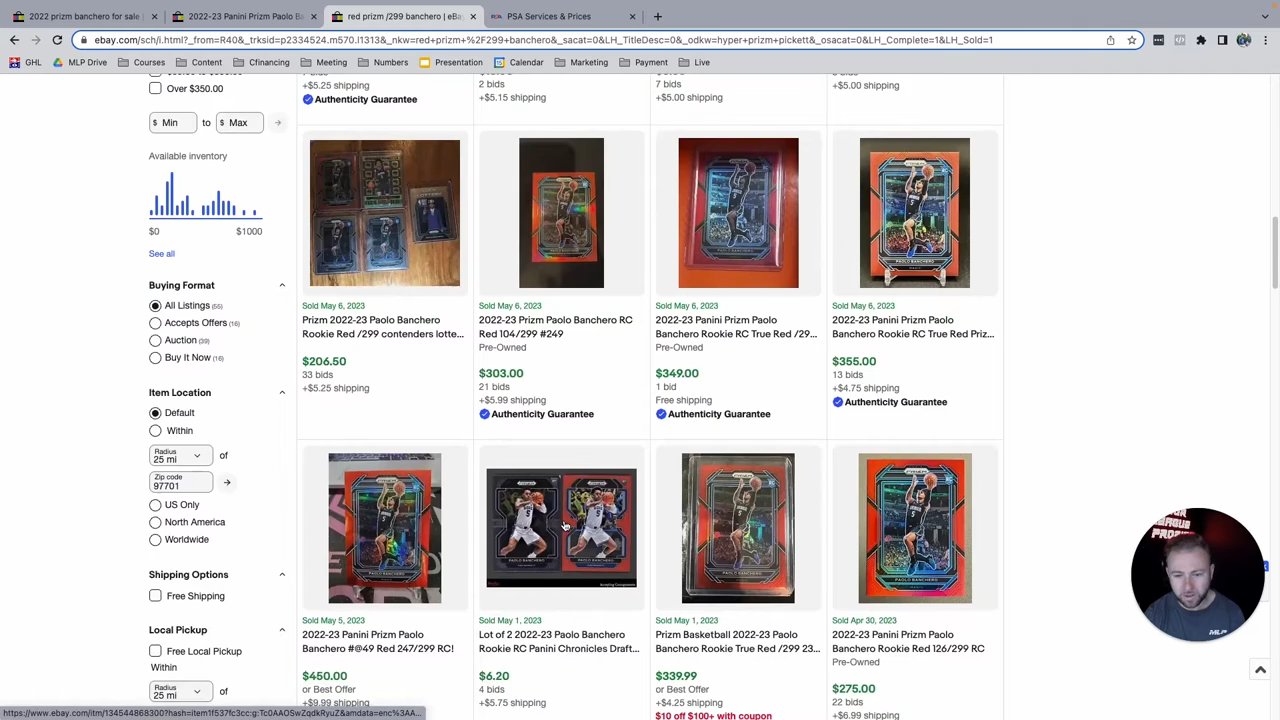 2022 prizm banchero for sale |
2022-23 Panini Prizm Paolo Ba
red prizm /299 banchero | eBay
PSA Services & Prices
ebay.com/sch/i.html?_from=R40&_trksid=p2334524.m570.l1313&_nkw=red+prizm+%2F299+banchero&_sacat=0&LH_TitleDesc=0&_odkw=hyper+prizm+pickett&_osacat=0&LH_Complete=1&LH_Sold=1
GHL
MLP Drive
Courses
Content
Cfinancing
Meeting
Numbers
Presentation
Calendar
Marketing
Payment
Live
Over $350.00
$ Min to $ Max
Available inventory
$0 $1000
See all
Buying Format
All Listings (55)
Accepts Offers (16)
Auction (39)
Buy It Now (16)
Item Location
Default
Within
Radius
25 mi
of
Zip code
97701
US Only
North America
Worldwide
Shipping Options
Free Shipping
Local Pickup
Free Local Pickup
Within
Radius
25 mi
of
+$5.25 shipping
Authenticity Guarantee
2 bids
+$5.15 shipping
7 bids
+$5.00 shipping
+$5.00 shipping
Sold May 6, 2023
Prizm 2022-23 Paolo Banchero
Rookie Red /299 contenders lotte...
$206.50
33 bids
+$5.25 shipping
Sold May 6, 2023
2022-23 Prizm Paolo Banchero RC
Red 104/299 #249
Pre-Owned
$303.00
21 bids
+$5.99 shipping
Authenticity Guarantee
Sold May 6, 2023
2022-23 Panini Prizm Paolo
Banchero Rookie RC True Red /29...
Pre-Owned
$349.00
1 bid
Free shipping
Authenticity Guarantee
Sold May 6, 2023
2022-23 Panini Prizm Paolo
Banchero Rookie RC True Red Priz...
$355.00
13 bids
+$4.75 shipping
Authenticity Guarantee
Sold May 5, 2023
2022-23 Panini Prizm Paolo
Banchero #@49 Red 247/299 RC!
$450.00
or Best Offer
+$9.99 shipping
Sold May 1, 2023
Lot of 2 2022-23 Paolo Banchero
Rookie RC Panini Chronicles Draft...
$6.20
4 bids
+$5.75 shipping
Sold May 1, 2023
Prizm Basketball 2022-23 Paolo
Banchero Rookie True Red /299 23...
$339.99
or Best Offer
+$4.25 shipping
$10 off $100+ with coupon
Sold Apr 30, 2023
2022-23 Panini Prizm Paolo
Banchero Rookie Red 126/299 RC
Pre-Owned
$275.00
22 bids
+$6.99 shipping
MLP